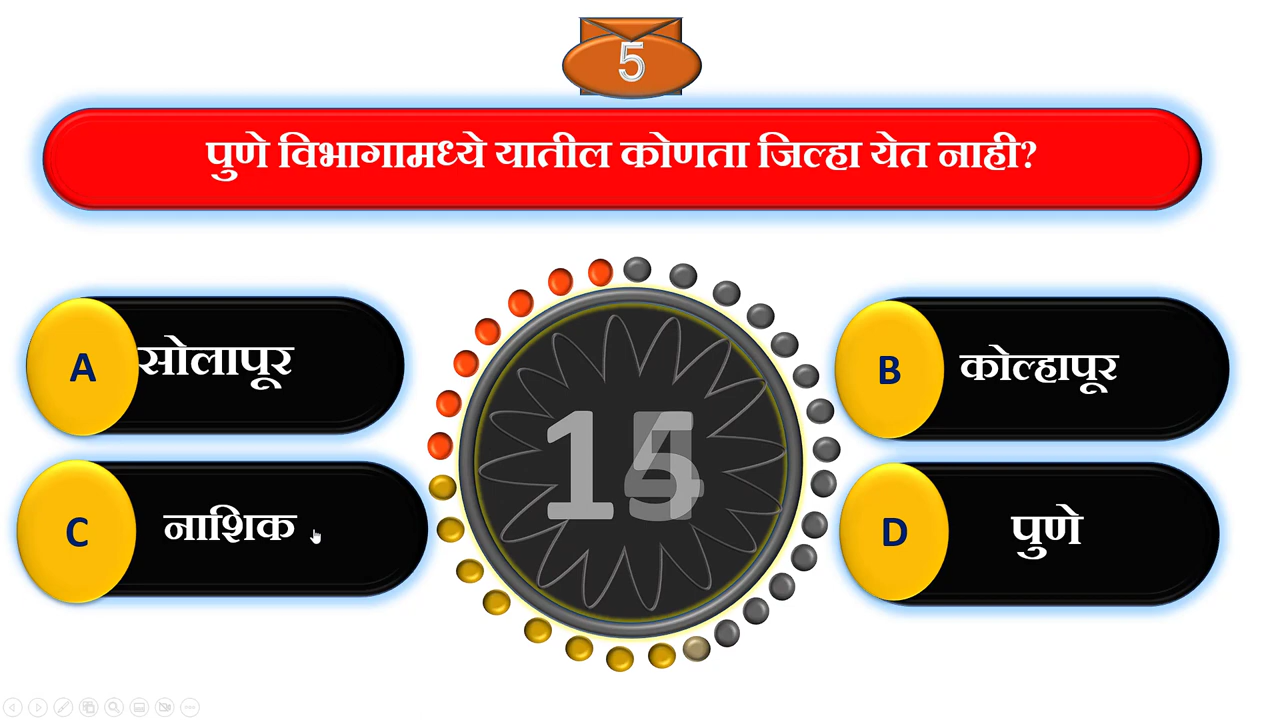 5
पुणे विभागामध्ये यातील कोणता जिल्हा येत नाही?
A सोलापूर
B कोल्हापूर
C नाशिक
D पुणे